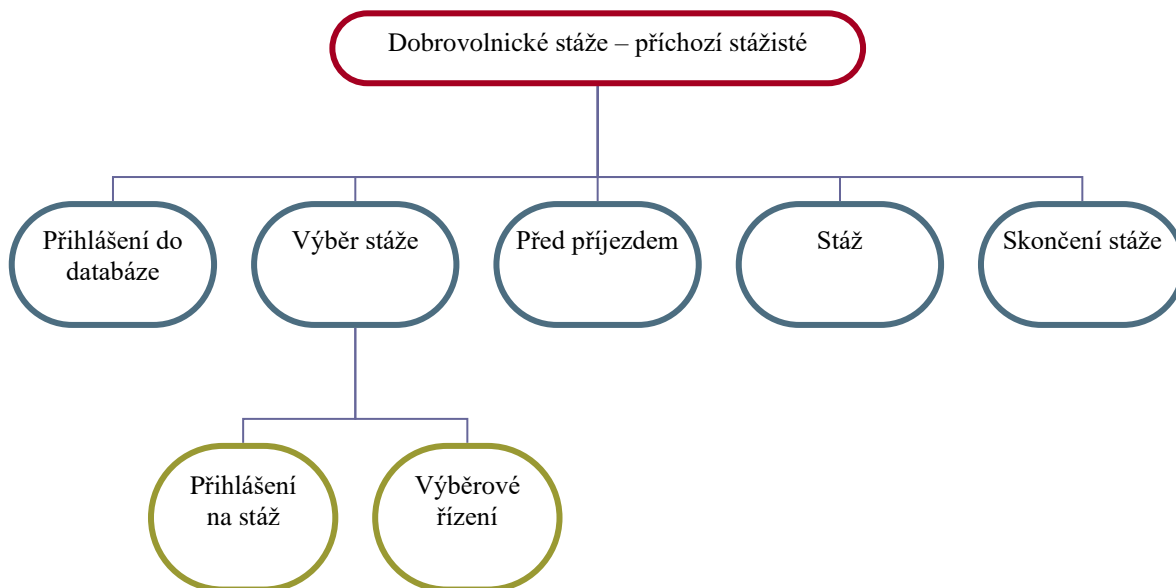 Dobrovolnické stáže – příchozí stážisté
Přihlášení do
databáze
Výběr stáže
Před příjezdem
Stáž
Skončení stáže
Přihlášení
na stáž
Výběrové
řízení